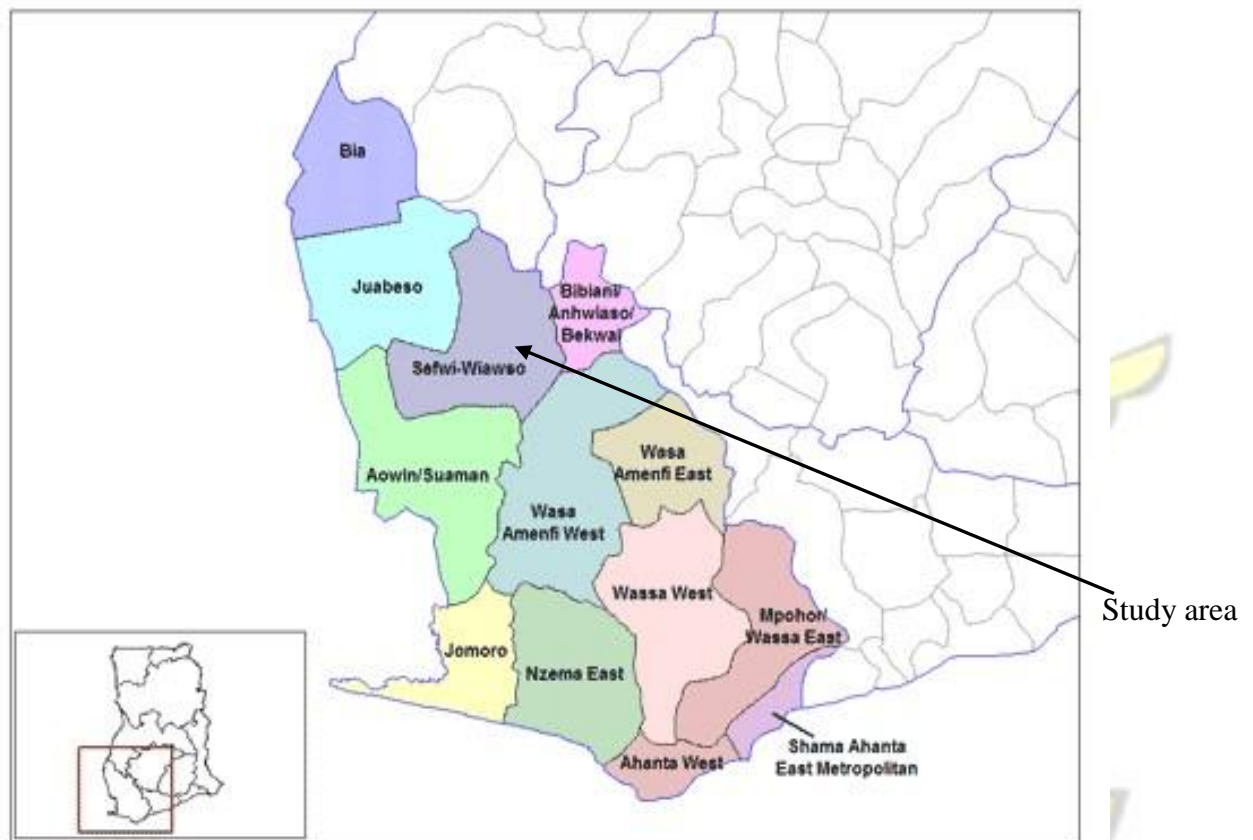 Bia
Juabeso
Bibiani/
Anhwiaso/
Bekwai
Sefwi-Wiawso
Aowin/Suaman
Wasa
Amenfi East
Wasa
Amenfi West
Wassa West
Mpohor/
Wassa East
Study area
Jomoro
Nzema East
Shama Ahanta
East Metropolitan
Ahanta West